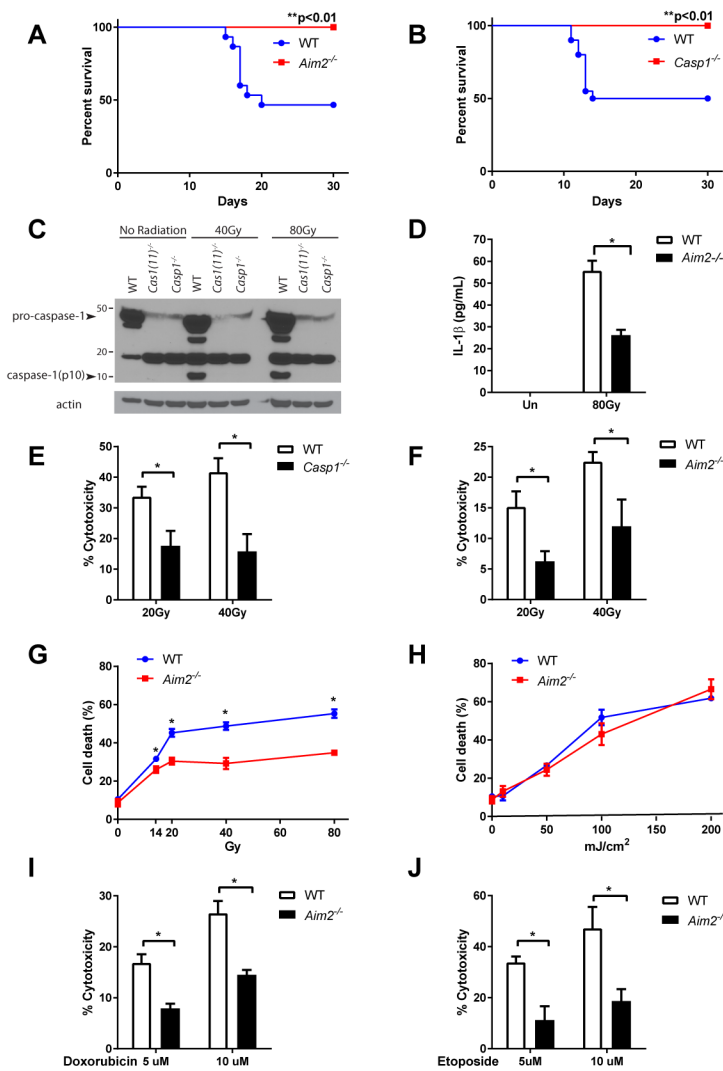 A
**p<0.01
WT
Aim2-/-
Percent survival
100
50
0
0 10 20 30
Days
B
**p<0.01
WT
Casp1-/-
Percent survival
100
50
0
0 10 20 30
Days
C
No Radiation 40Gy 80Gy
WT Cas1(11)-/- Casp1-/- WT Cas1(11)-/- Casp1-/- WT Cas1(11)-/- Casp1-/-
pro-caspase-1 50
20
caspase-1(p10) 10
actin
D
WT
Aim2-/-
*
IL-1β (pg/mL)
60
50
40
30
20
10
0
Un 80Gy
E
WT
Casp1-/-
* *
% Cytotoxicity
50
40
30
20
10
0
20Gy 40Gy
F
WT
Aim2-/-
* *
% Cytotoxicity
25
20
15
10
5
0
20Gy 40Gy
G
WT
Aim2-/-
* * * *
Cell death (%)
80
60
40
20
0
0 14 20 40 60 80
Gy
H
WT
Aim2-/-
Cell death (%)
80
60
40
20
0
0 50 100 150 200
mJ/cm2
I
WT
Aim2-/-
* *
% Cytotoxicity
30
20
10
0
Doxorubicin 5 uM 10 uM
J
WT
Aim2-/
* *
% Cytotoxicity
60
40
20
0
Etoposide 5uM 10 uM